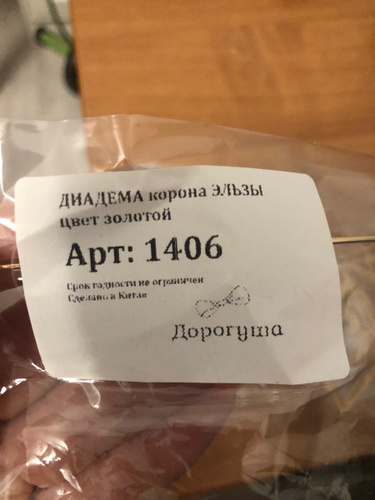 ДИАДЕМА корона ЭЛЬЗЫ
цвет золотой
Арт: 1406
Срок годности не ограничен
Сделано в Китае
Дорогуша